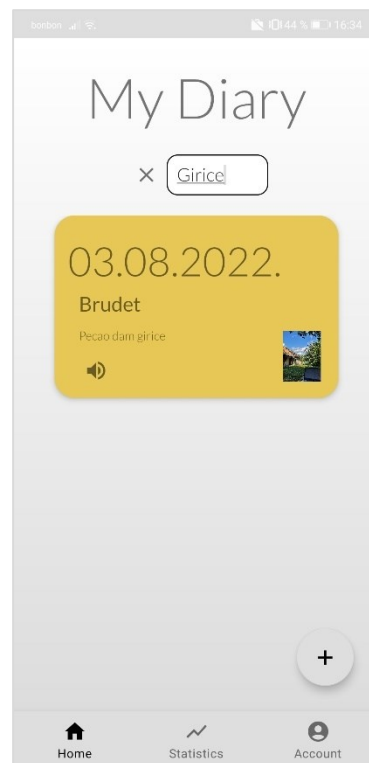 bonbon 44 % 16:34
My Diary
Girice
03.08.2022.
Brudet
Pecao dam girice
+
Home Statistics Account